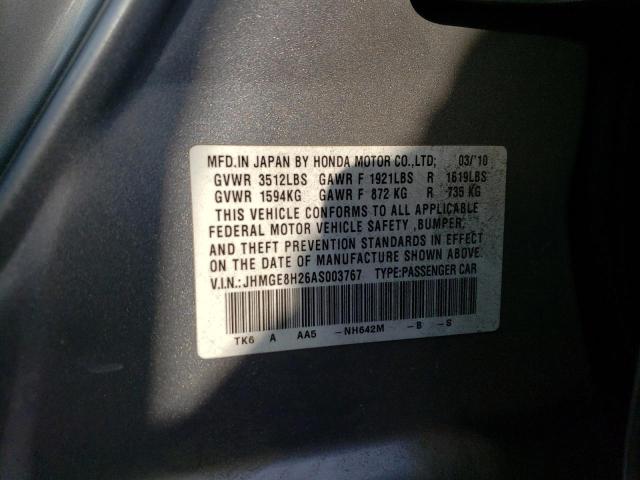 MFD.IN JAPAN BY HONDA MOTOR CO.,LTD; 03/'10
GVWR 3512LBS GAWR F 1921LBS R 1619LBS
GVWR 1594KG GAWR F 872 KG R 735 KG
THIS VEHICLE CONFORMS TO ALL APPLICABLE
FEDERAL MOTOR VEHICLE SAFETY ,BUMPER,
AND THEFT PREVENTION STANDARDS IN EFFECT
ON THE DATE OF MANUFACTURE SHOWN ABOVE.
V.I.N.:JHMGE8H26AS003767 TYPE:PASSENGER CAR
TK6 A AA5 -NH642M -B -S